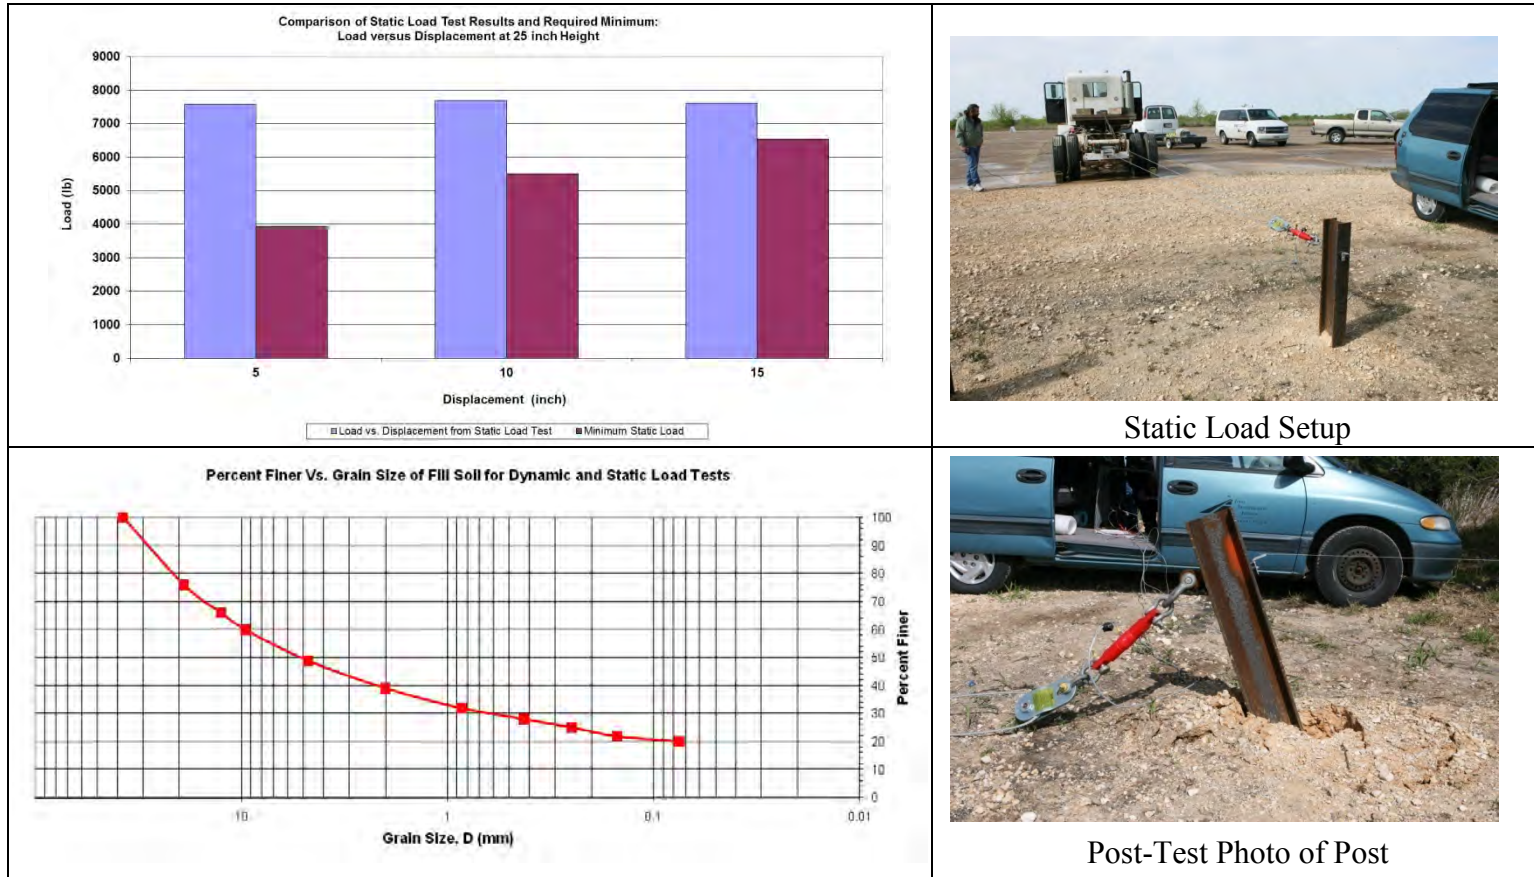 Comparison of Static Load Test Results and Required Minimum:
Load versus Displacement at 25 inch Height
9000
8000
7000
6000
5000
4000
3000
2000
1000
0
Load (lb)
5
10
15
Displacement (inch)
Load vs. Displacement from Static Load Test
Minimum Static Load
Static Load Setup
Percent Finer Vs. Grain Size of Fill Soil for Dynamic and Static Load Tests
100
90
80
70
60
50
40
30
20
10
0
Percent Finer
10
1
0.1
0.01
Grain Size, D (mm)
Post-Test Photo of Post